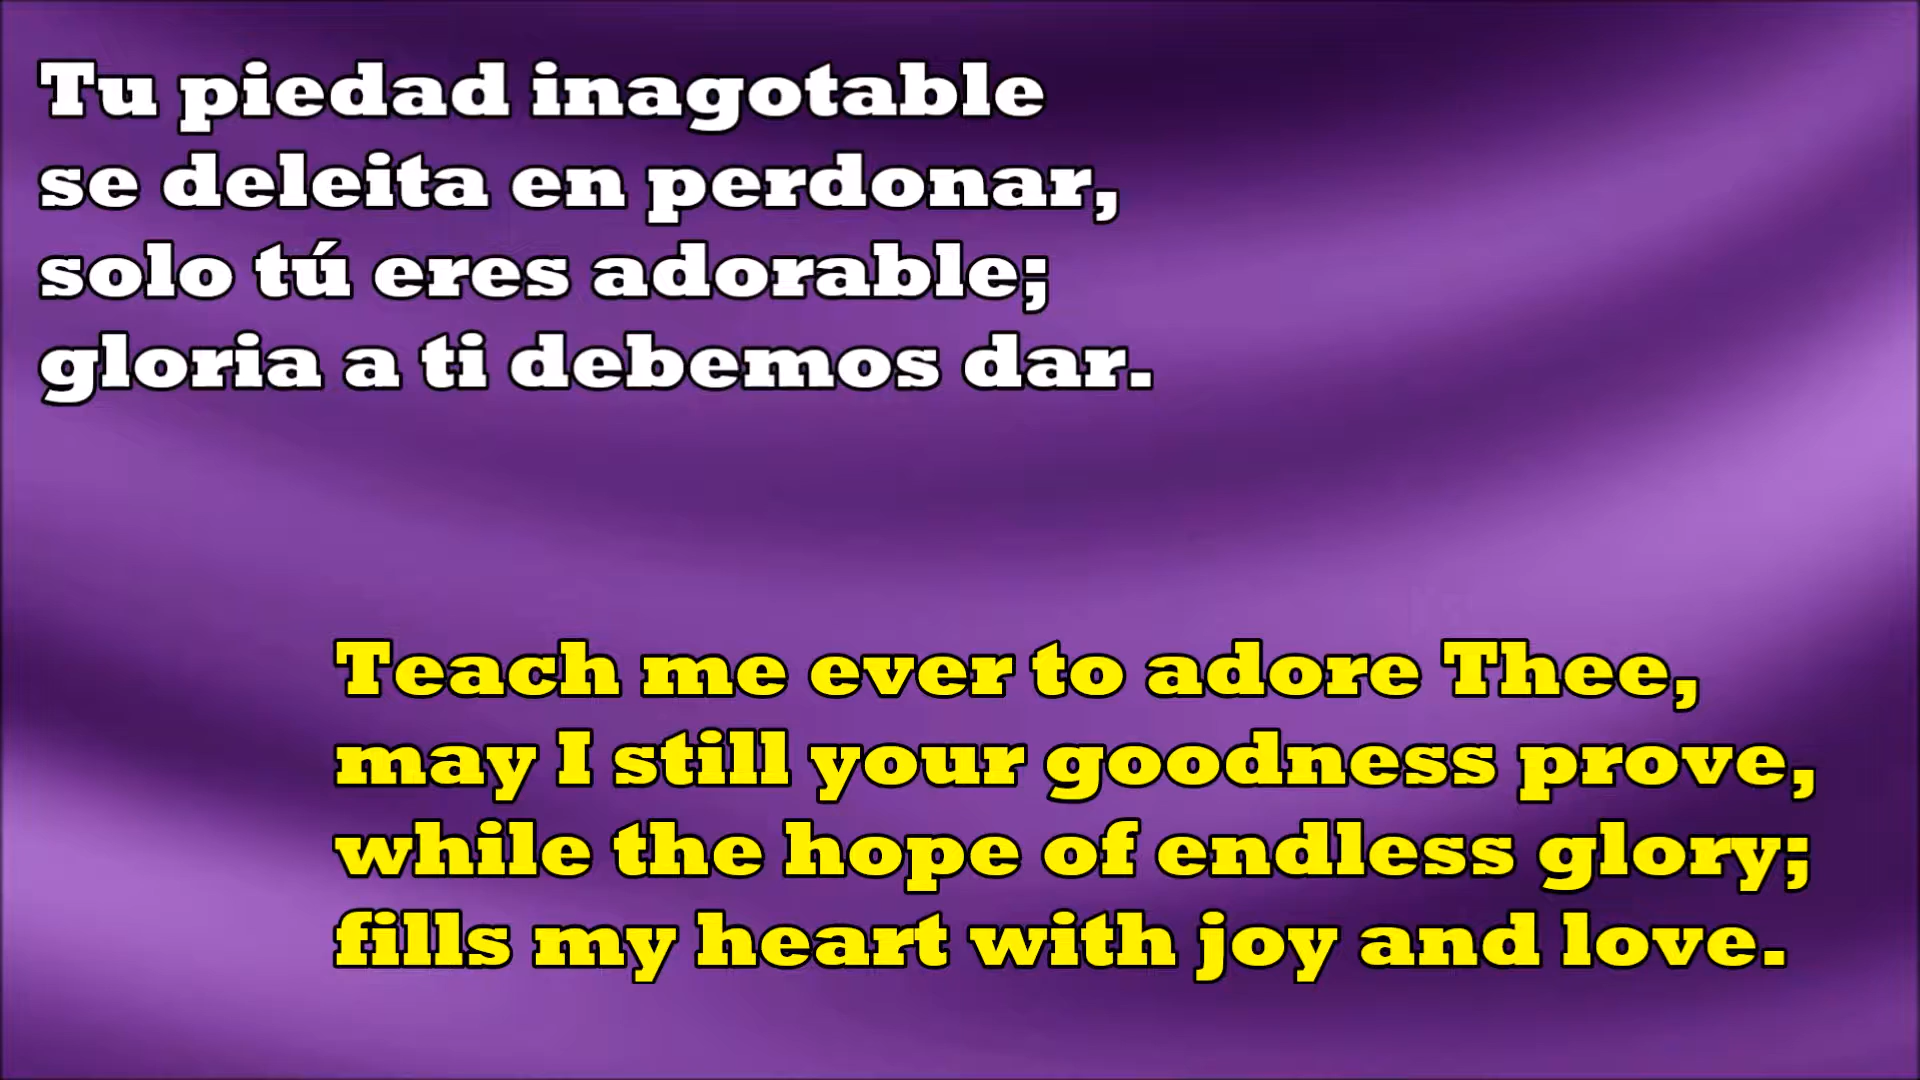 Tu piedad inagotable
se deleita en perdonar,
solo tú eres adorable;
gloria a ti debemos dar.
Teach me ever to adore Thee,
may I still your goodness prove,
while the hope of endless glory;
fills my heart with joy and love.